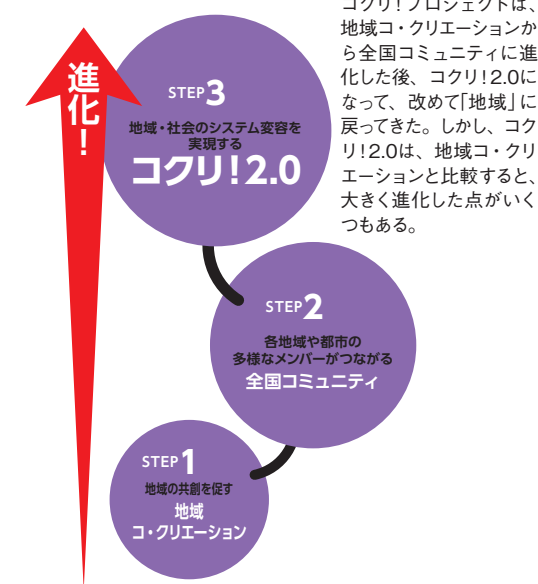 コクリ!プロジェクトは、
地域コ・クリエーションか
ら全国コミュニティに進
化した後、コクリ!2.0に
なって、改めて「地域」に
戻ってきた。しかし、コク
リ!2.0は、地域コ・クリ
エーションと比較すると、
大きく進化した点がいく
つもある。
進化!
STEP3
地域・社会のシステム変容を
実現する
コクリ!2.0
STEP2
各地域や都市の
多様なメンバーがつながる
全国コミュニティ
STEP1
地域の共創を促す
地域
コ・クリエーション